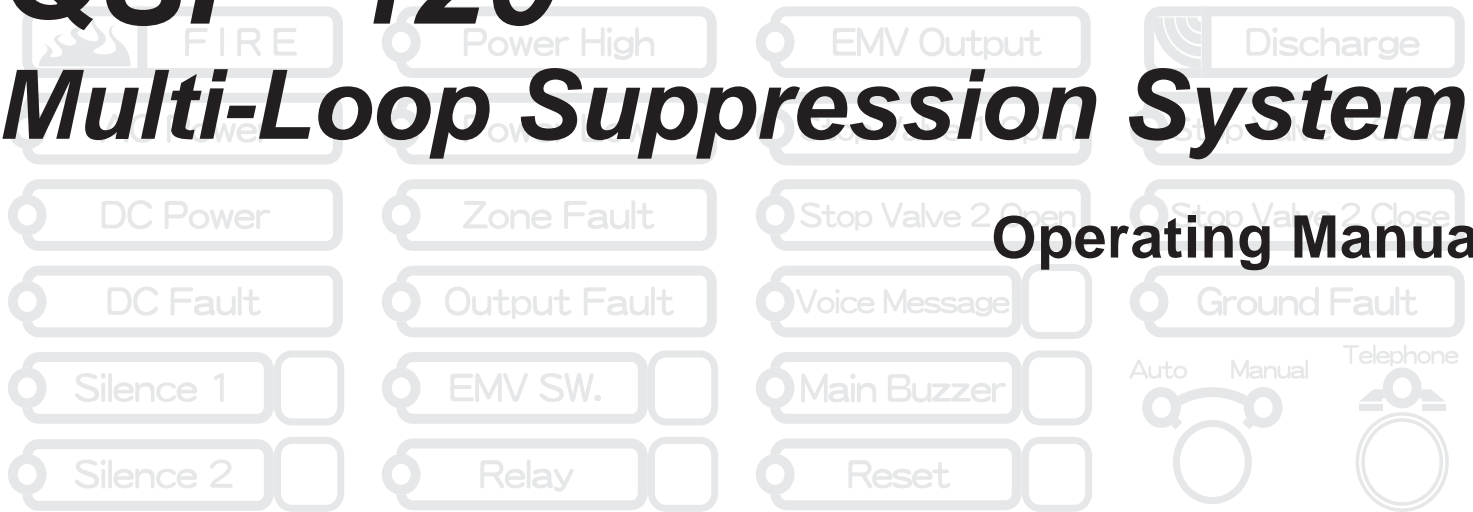 FIRE
Power High
EMV Output
Discharge
Multi-Loop Suppression System
DC Power
Zone Fault
Stop Valve 2 Open
Stop Valve 2 Close
Operating Manua
DC Fault
Output Fault
Voice Message
Ground Fault
Silence 1
EMV SW.
Main Buzzer
Auto
Manual
Telephone
Silence 2
Relay
Reset